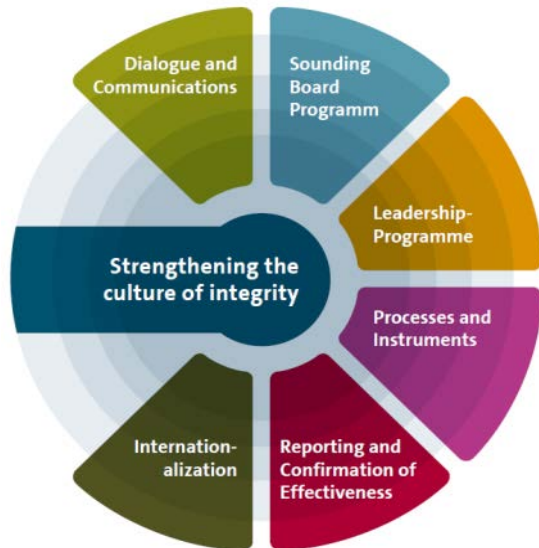 Dialogue and
Communications
Sounding
Board
Programm
Leadership-
Programme
Strengthening the
culture of integrity
Processes and
Instruments
Internation-
alization
Reporting and
Confirmation of
Effectiveness